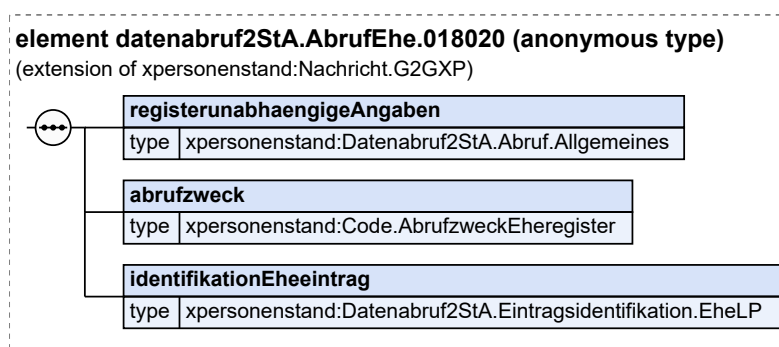 element datenabruf2StA.AbrufEhe.018020 (anonymous type)
(extension of xpersonenstand:Nachricht.G2GXP)
registerunabhaengigeAngaben
type xpersonenstand:Datenabruf2StA.Abruf.Allgemeines
abrufzweck
type xpersonenstand:Code.AbrufzweckEheregister
identifikationEheeintrag
type xpersonenstand:Datenabruf2StA.Eintragsidentifikation.EheLP